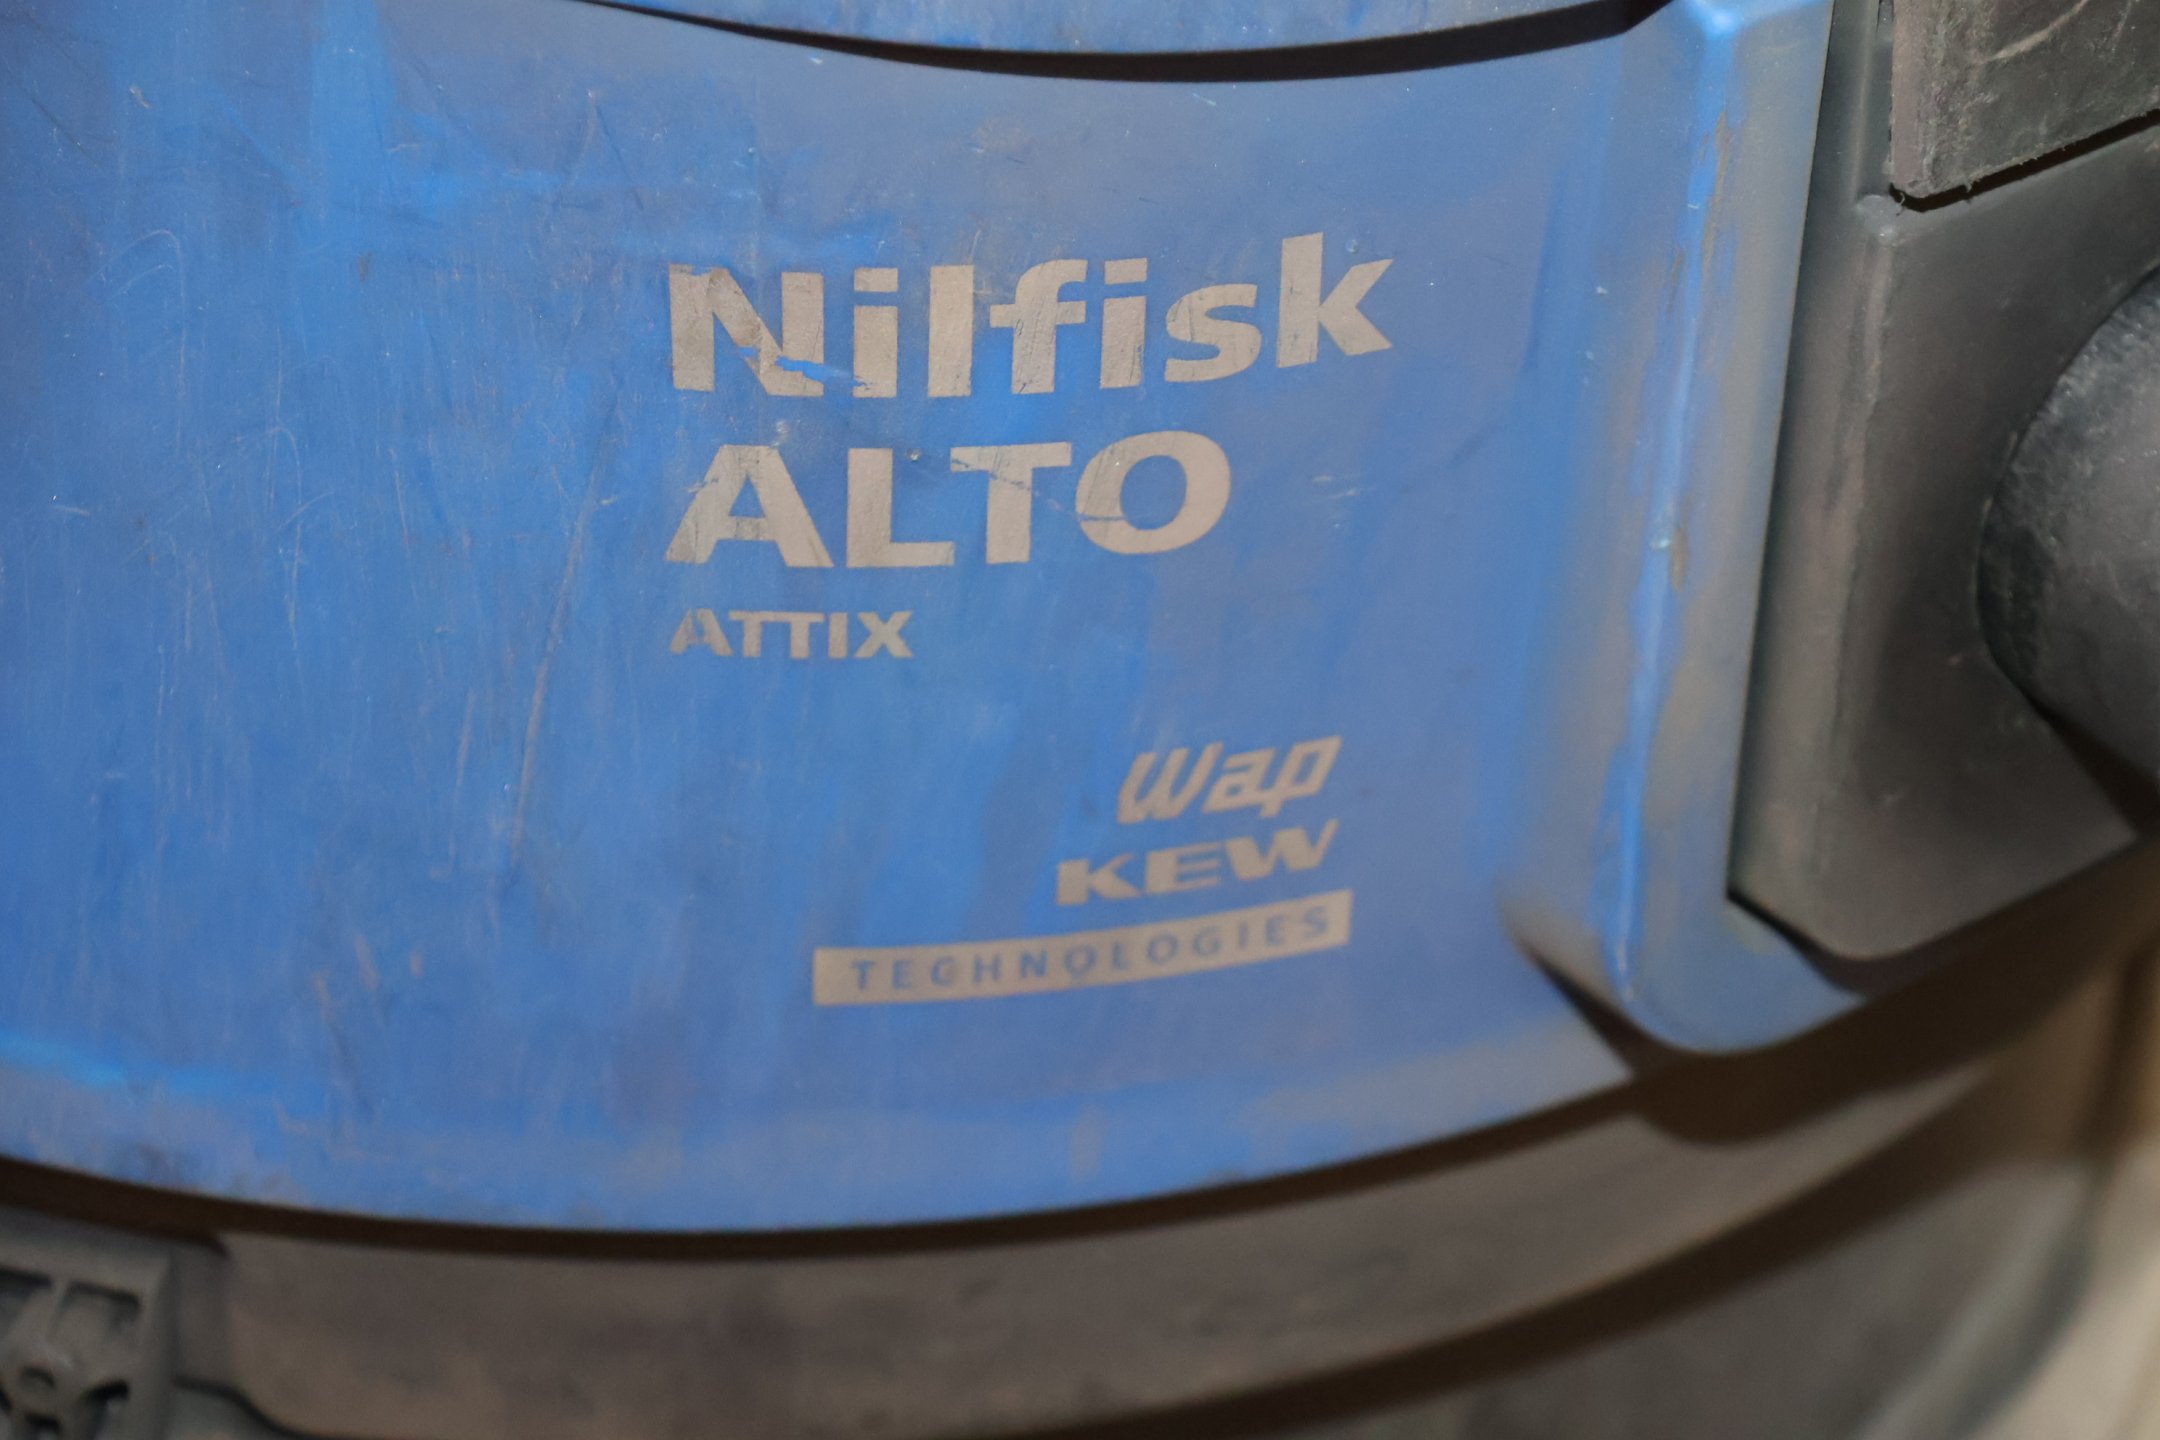 Nilfisk
ALTO
ATTIX
Wap
KEW
TECHNOLOGIES